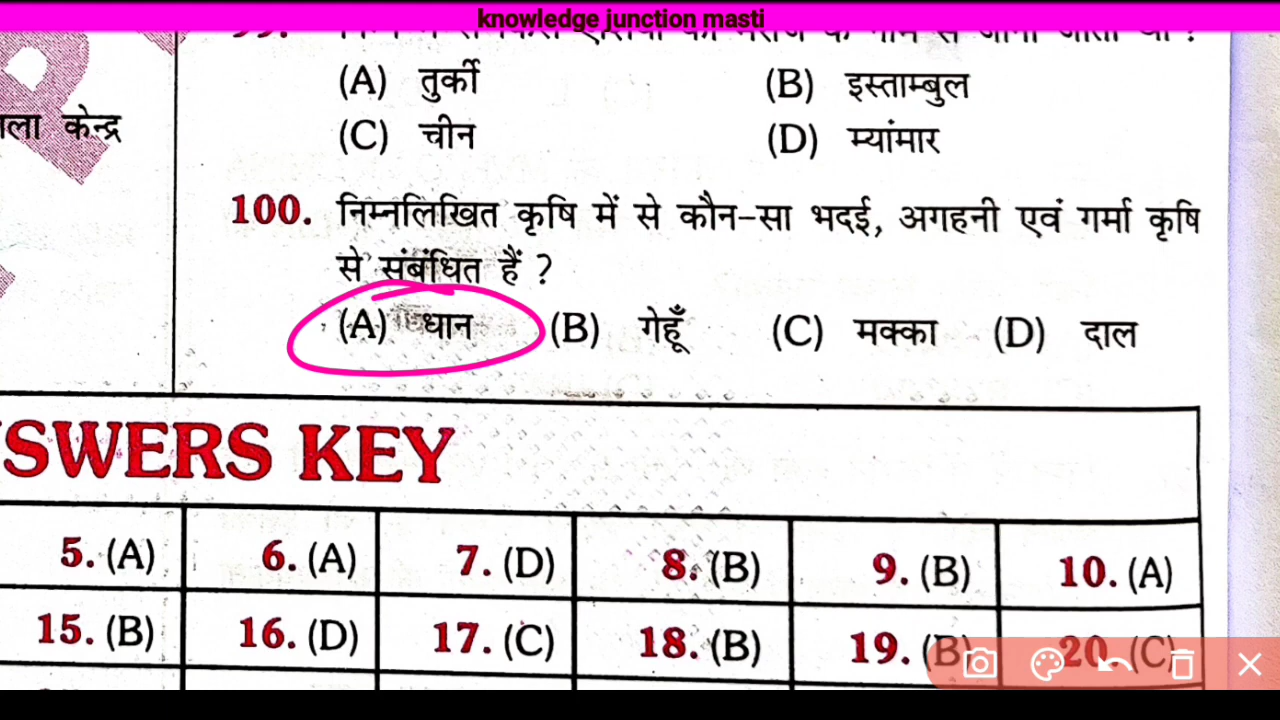 knowledge junction masti
(A) तुर्की (B) इस्ताम्बुल
(C) चीन (D) म्यांमार
केन्द्र
100. निम्नलिखित कृषि में से कौन-सा भदई, अगहनी एवं गर्मा कृषि
से संबंधित हैं ?
(A) धान (B) गेहूँ (C) मक्का (D) दाल
SWERS KEY
5. (A) 6. (A) 7. (D) 8. (B) 9. (B) 10. (A)
15. (B) 16. (D) 17. (C) 18. (B) 19. (B) 20. (C)